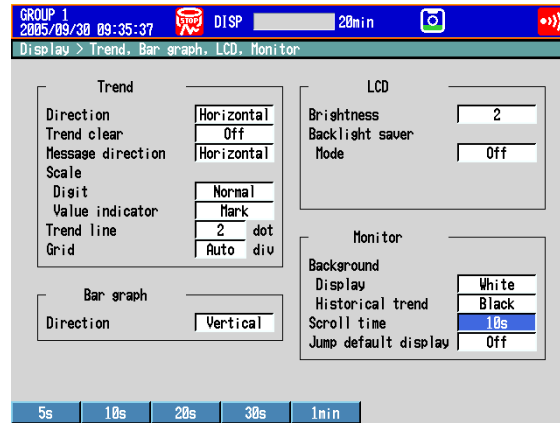 GROUP 1
2005/09/30 09:35:37
STOP
DISP 20min
Display > Trend, Bar graph, LCD, Monitor
Trend
Direction Horizontal
Trend clear Off
Message direction Horizontal
Scale
Digit Normal
Value indicator Mark
Trend line 2 dot
Grid Auto div
Bar graph
Direction Vertical
LCD
Brightness 2
Backlight saver
Mode Off
Monitor
Background
Display White
Historical trend Black
Scroll time 10s
Jump default display Off
5s 10s 20s 30s 1min